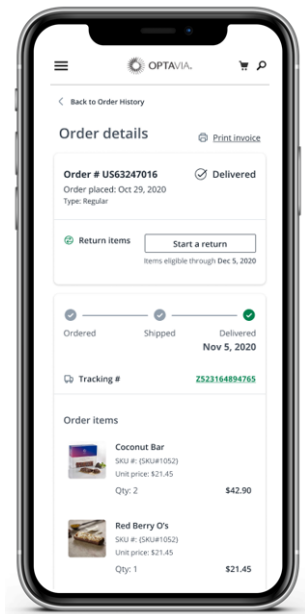 OPTAVIA.
Back to Order History
Order details
Print invoice
Order # US63247016
Delivered
Order placed: Oct 29, 2020
Type: Regular
Return items
Start a return
Items eligible through Dec 5, 2020
Ordered
Shipped
Delivered
Nov 5, 2020
Tracking #
Z523164894765
Order items
Coconut Bar
SKU #: (SKU#1052)
Unit price: $21.45
Qty: 2
$42.90
Red Berry O's
SKU #: (SKU#1052)
Unit price: $21.45
Qty: 1
$21.45